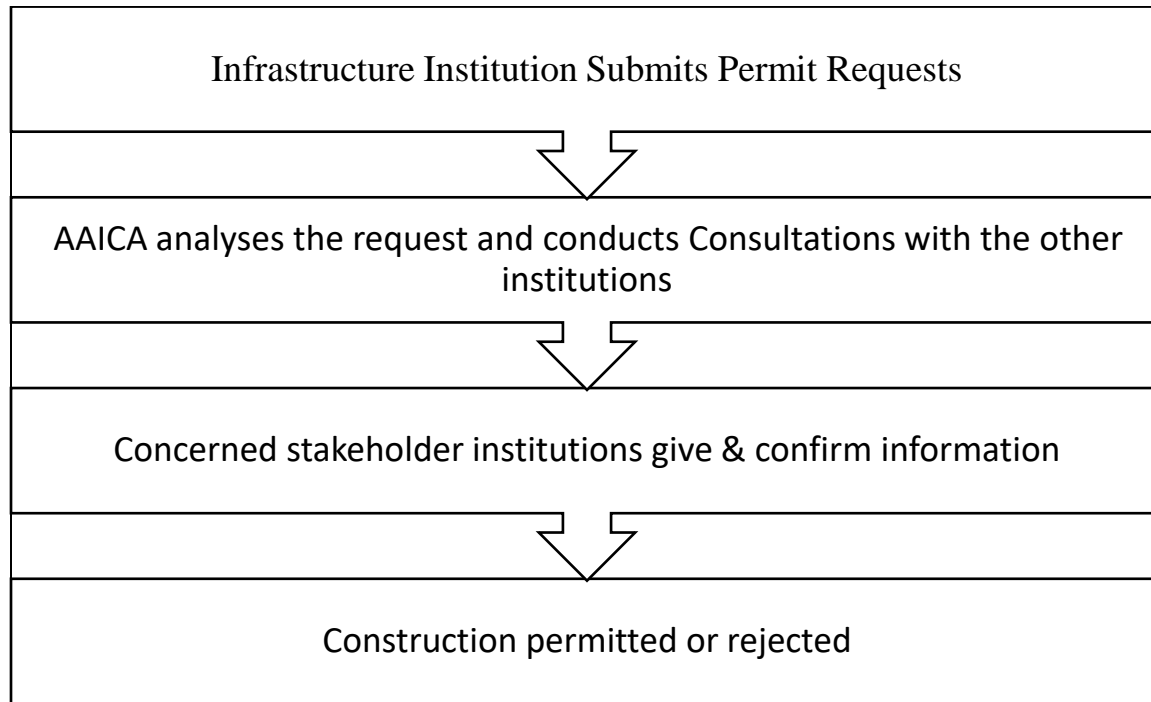 Infrastructure Institution Submits Permit Requests
AAICA analyses the request and conducts Consultations with the other
institutions
Concerned stakeholder institutions give & confirm information
Construction permitted or rejected